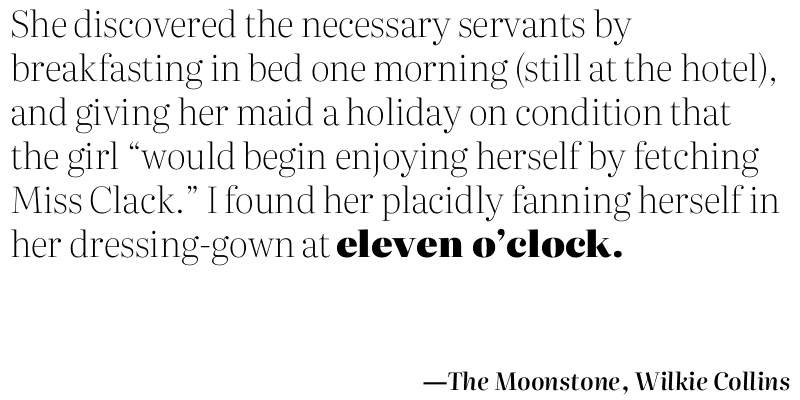 She discovered the necessary servants by
breakfasting in bed one morning (still at the hotel),
and giving her maid a holiday on condition that
the girl “would begin enjoying herself by fetching
Miss Clack.” I found her placidly fanning herself in
her dressing-gown at eleven o’clock.
—The Moonstone, Wilkie Collins